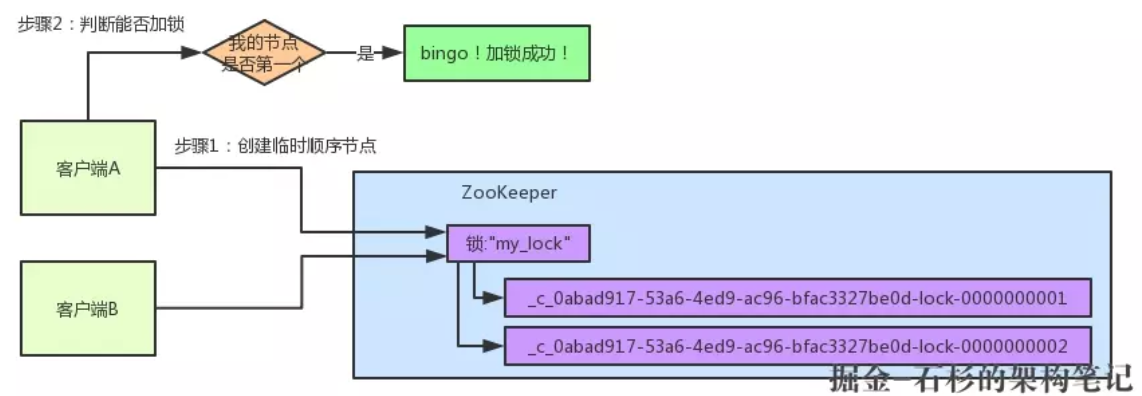 步骤2：判断能否加锁
我的节点
是否第一个
是
bingo！加锁成功！
客户端A
步骤1：创建临时顺序节点
ZooKeeper
锁:"my_lock"
客户端B
_c_0abad917-53a6-4ed9-ac96-bfac3327be0d-lock-0000000001
_c_0abad917-53a6-4ed9-ac96-bfac3327be0d-lock-0000000002
掘金-石杉的架构笔记